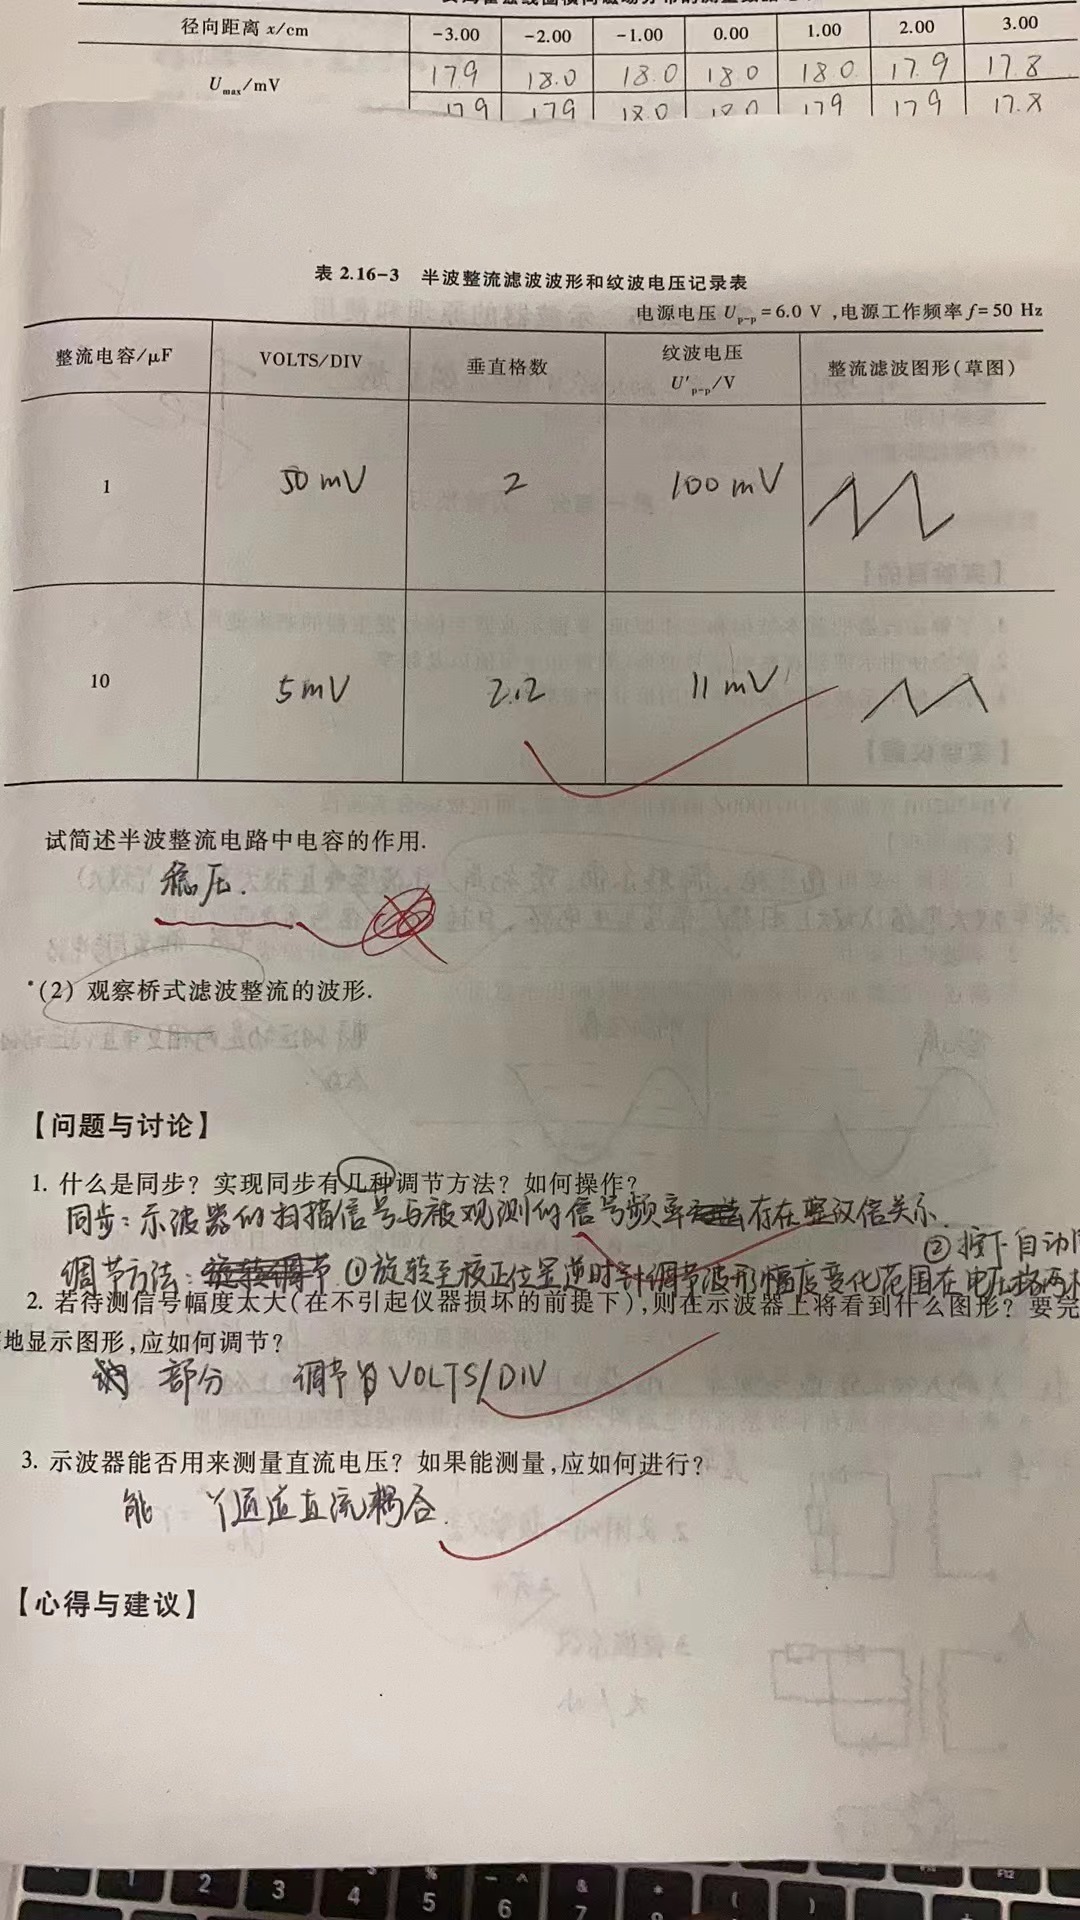 径向距离 x/cm -3.00 -2.00 -1.00 0.00 1.00 2.00 3.00
Umax/mV 17.9 18.0 18.0 18.0 18.0 17.9 17.8
17.9 17.9 18.0 18.0 17.9 17.9 17.8
表 2.16-3 半波整流滤波波形和纹波电压记录表
电源电压 Up-p=6.0 V,电源工作频率 f=50 Hz
整流电容/μF VOLTS/DIV 垂直格数 纹波电压 U'p-p/V 整流滤波图形(草图)
1 50 mV 2 100 mV
10 5 mV 2.2 11 mV
试简述半波整流电路中电容的作用.
稳压.
*(2) 观察桥式滤波整流的波形.
【问题与讨论】
1. 什么是同步? 实现同步有几种调节方法? 如何操作?
同步: 示波器的扫描信号与被观测的信号频率存在整汉信关系.
② 按下自动
调节方法: ①旋转至校正位置逆时针调节波形幅度变化范围在电压格两
2. 若待测信号幅度太大(在不引起仪器损坏的前提下),则在示波器上将看到什么图形? 要完
地显示图形,应如何调节?
部分 调节 VOLTS/DIV
3. 示波器能否用来测量直流电压? 如果能测量,应如何进行?
能 丫通道直流耦合.
【心得与建议】
1 2 3 4 5 6 7
$ % ^ & * ( )
F12